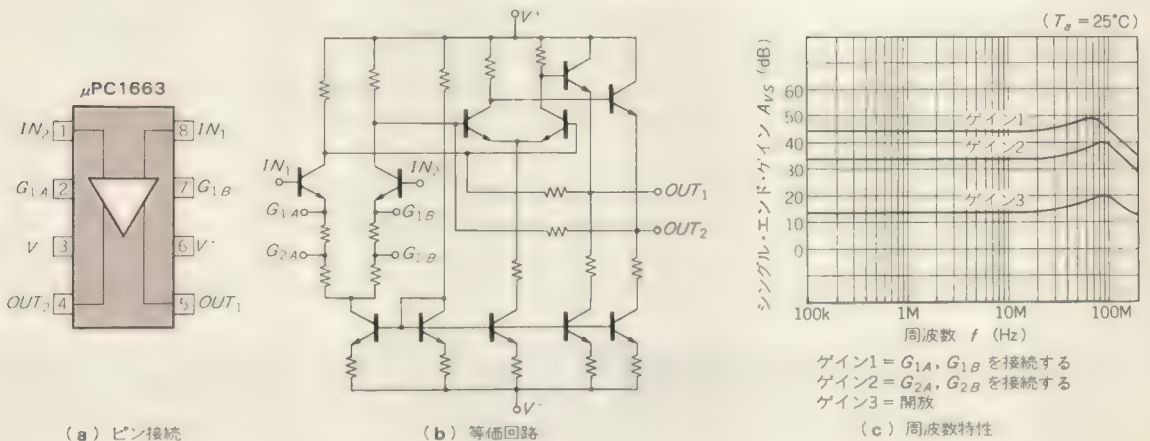 μPC1663
IN₂ 1
8 IN₁
G₁A 2
7 G₁B
V 3
6 V⁺
OUT₂ 4
5 OUT₁
(a) ピン接続
V⁺
IN₁
IN₂
G₁A
G₁B
G₂A
G₂B
OUT₁
OUT₂
V⁻
(b) 等価回路
(Tₐ = 25°C)
シングル・エンド・ゲイン Avs (dB)
60
50
40
30
20
10
0
ゲイン1
ゲイン2
ゲイン3
100k
1M
10M
100M
周波数 f (Hz)
ゲイン1 = G₁A, G₁B を接続する
ゲイン2 = G₂A, G₂B を接続する
ゲイン3 = 開放
(c) 周波数特性